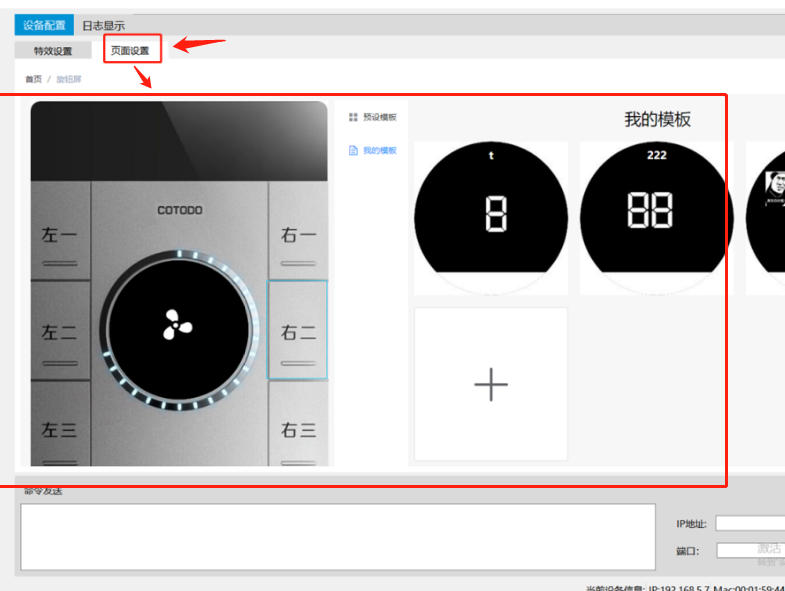 设备配置 日志显示
特效设置 页面设置
首页 / 旋钮屏
预设模板
我的模板
我的模板
t
8
222
88
COTODO
左一
右一
左二
右二
左三
右三
命令发送
IP地址:
端口:
激活
当前设备信息: IP:192.168.5.7 Mac:00:01:59:44